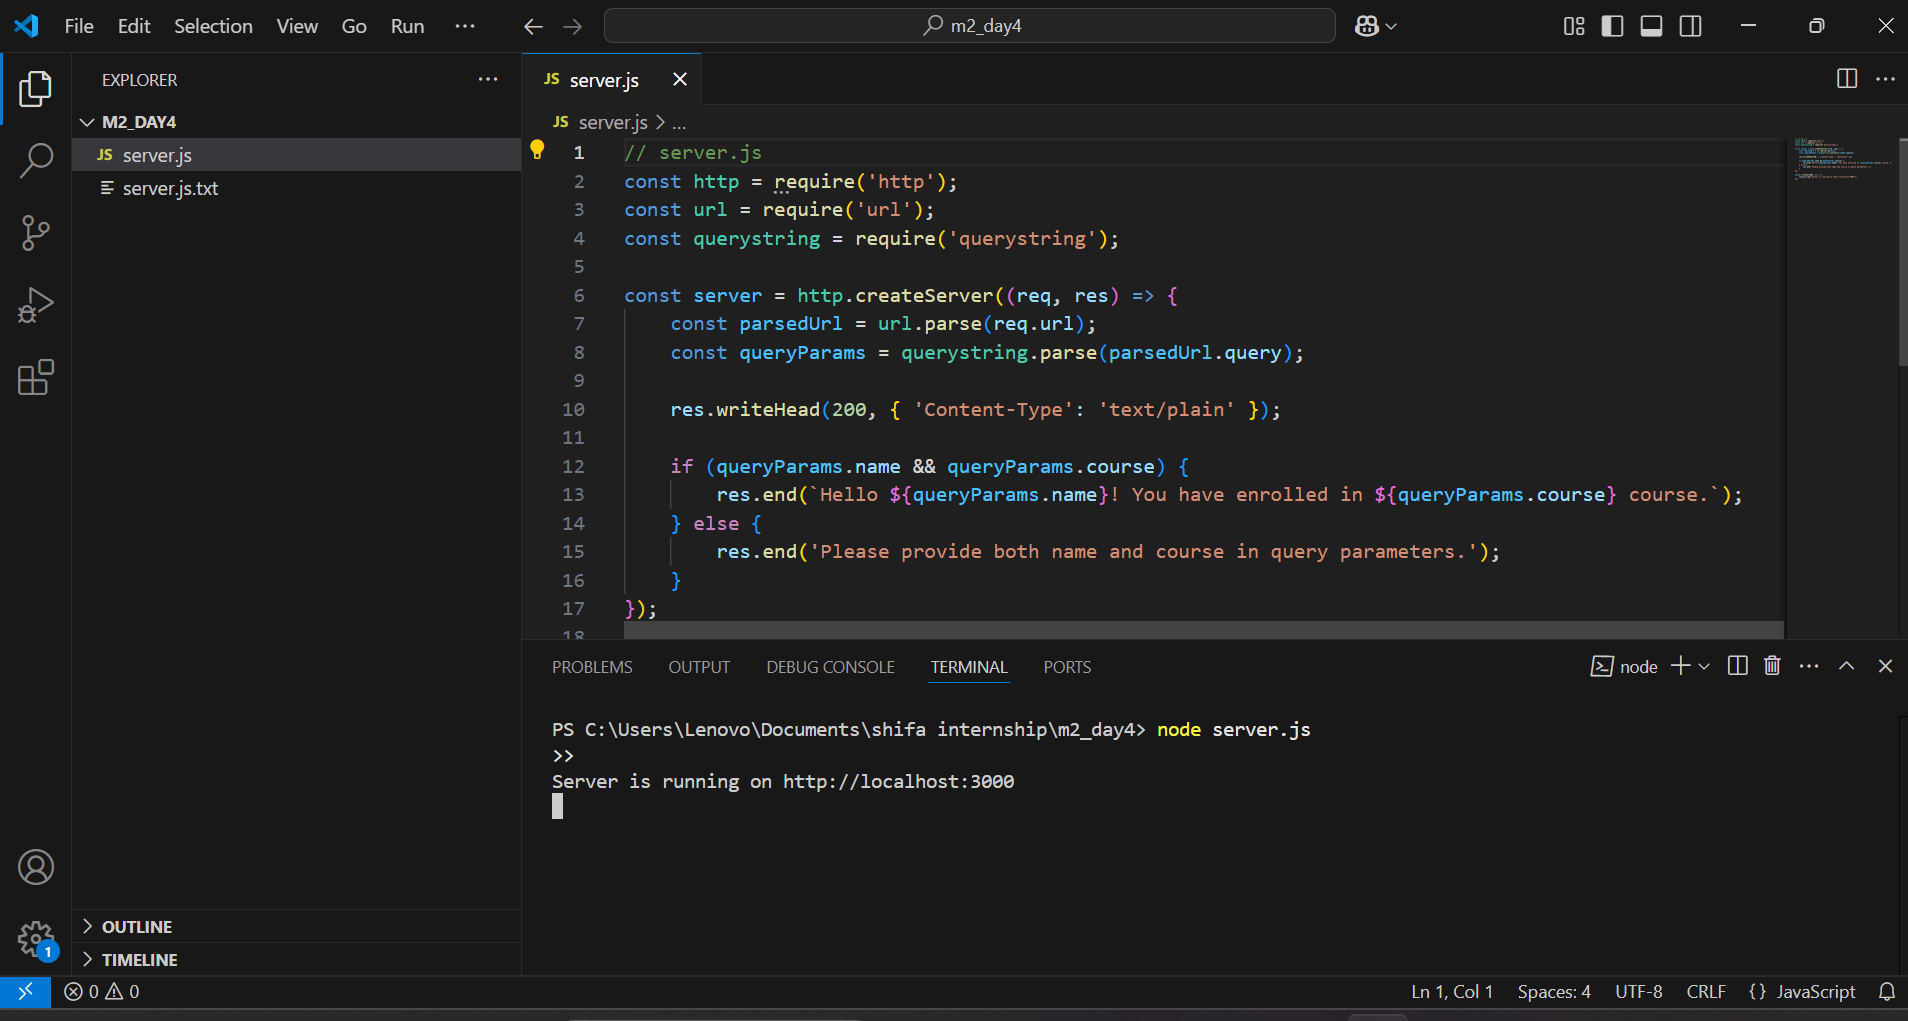 File Edit Selection View Go Run ··· m2_day4
EXPLORER ···
M2_DAY4
JS server.js
server.js.txt
OUTLINE
TIMELINE
JS server.js
JS server.js > ...
1 // server.js
2 const http = require('http');
3 const url = require('url');
4 const querystring = require('querystring');
5
6 const server = http.createServer((req, res) => {
7 const parsedUrl = url.parse(req.url);
8 const queryParams = querystring.parse(parsedUrl.query);
9
10 res.writeHead(200, { 'Content-Type': 'text/plain' });
11
12 if (queryParams.name && queryParams.course) {
13 res.end(`Hello ${queryParams.name}! You have enrolled in ${queryParams.course} course.`);
14 } else {
15 res.end('Please provide both name and course in query parameters.');
16 }
17 });
18
PROBLEMS OUTPUT DEBUG CONSOLE TERMINAL PORTS node
PS C:\Users\Lenovo\Documents\shifa internship\m2_day4> node server.js
>>
Server is running on http://localhost:3000
1
0 0 Ln 1, Col 1 Spaces: 4 UTF-8 CRLF {} JavaScript